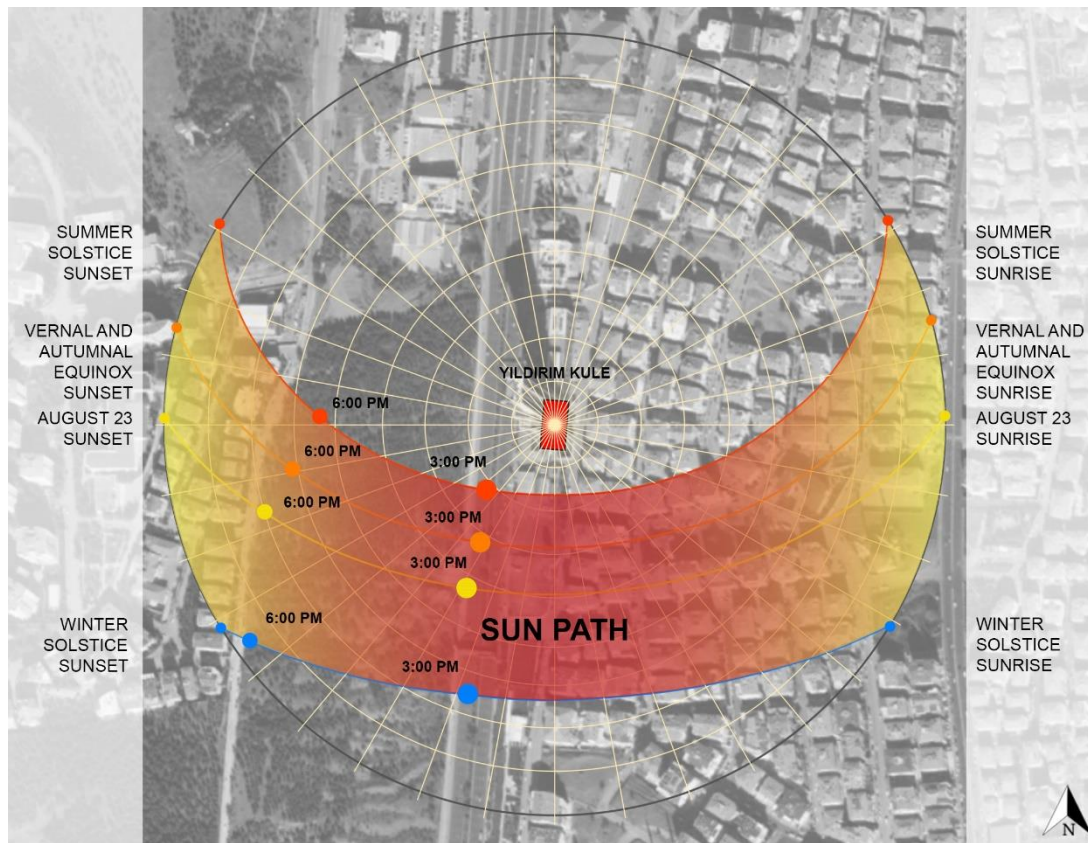 SUMMER
SOLSTICE
SUNSET
SUMMER
SOLSTICE
SUNRISE
VERNAL AND
AUTUMNAL
EQUINOX
SUNSET
VERNAL AND
AUTUMNAL
EQUINOX
SUNRISE
YILDIRIM KULE
6:00 PM
AUGUST 23
SUNSET
AUGUST 23
SUNRISE
6:00 PM
3:00 PM
6:00 PM
3:00 PM
3:00 PM
6:00 PM
SUN PATH
WINTER
SOLSTICE
SUNSET
WINTER
SOLSTICE
SUNRISE
3:00 PM
N